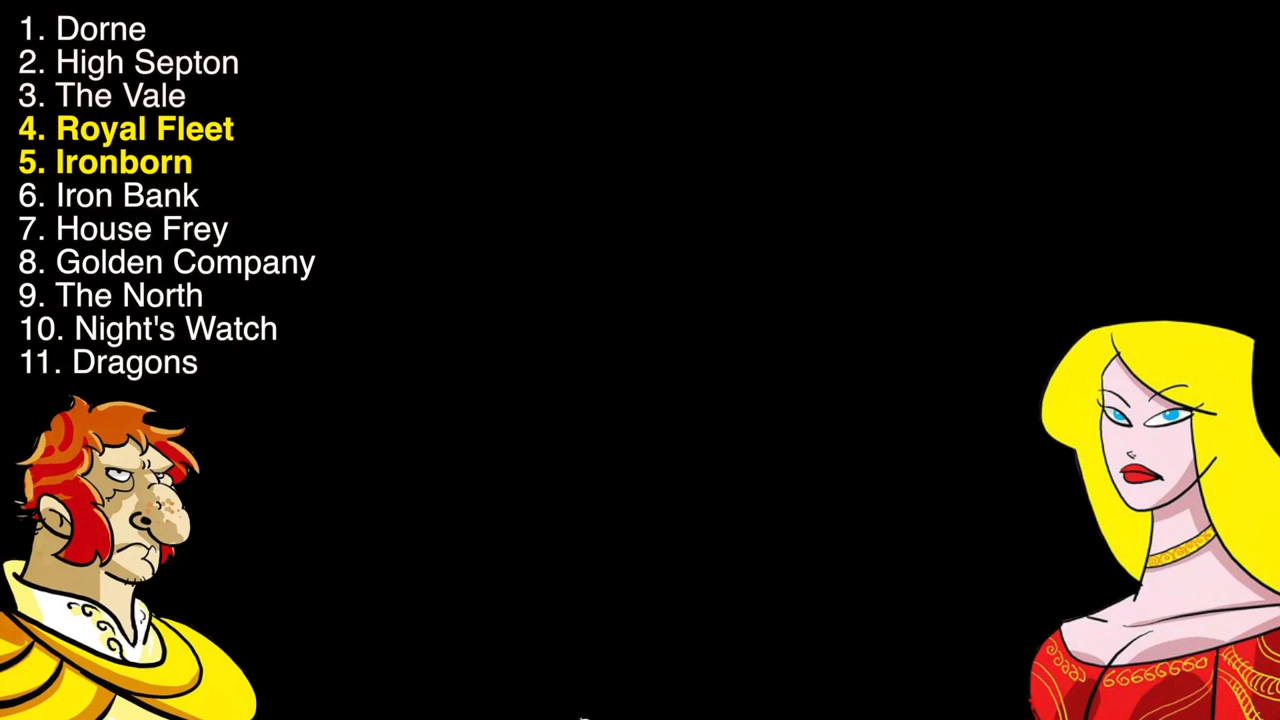 1. Dorne
2. High Septon
3. The Vale
4. Royal Fleet
5. Ironborn
6. Iron Bank
7. House Frey
8. Golden Company
9. The North
10. Night's Watch
11. Dragons